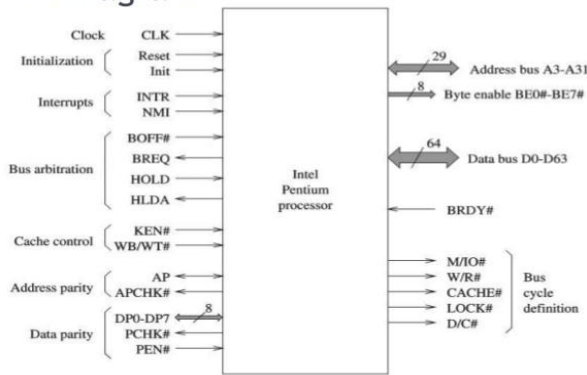 Clock CLK
Initialization
Reset
Init
Interrupts
INTR
NMI
Bus arbitration
BOFF#
BREQ
HOLD
HLDA
Cache control
KEN#
WB/WT#
Address parity
AP
APCHK#
Data parity
DP0-DP7 8
PCHK#
PEN#
Intel
Pentium
processor
29
Address bus A3-A31
8
Byte enable BE0#-BE7#
64
Data bus D0-D63
BRDY#
M/IO#
W/R#
CACHE#
LOCK#
D/C#
Bus
cycle
definition